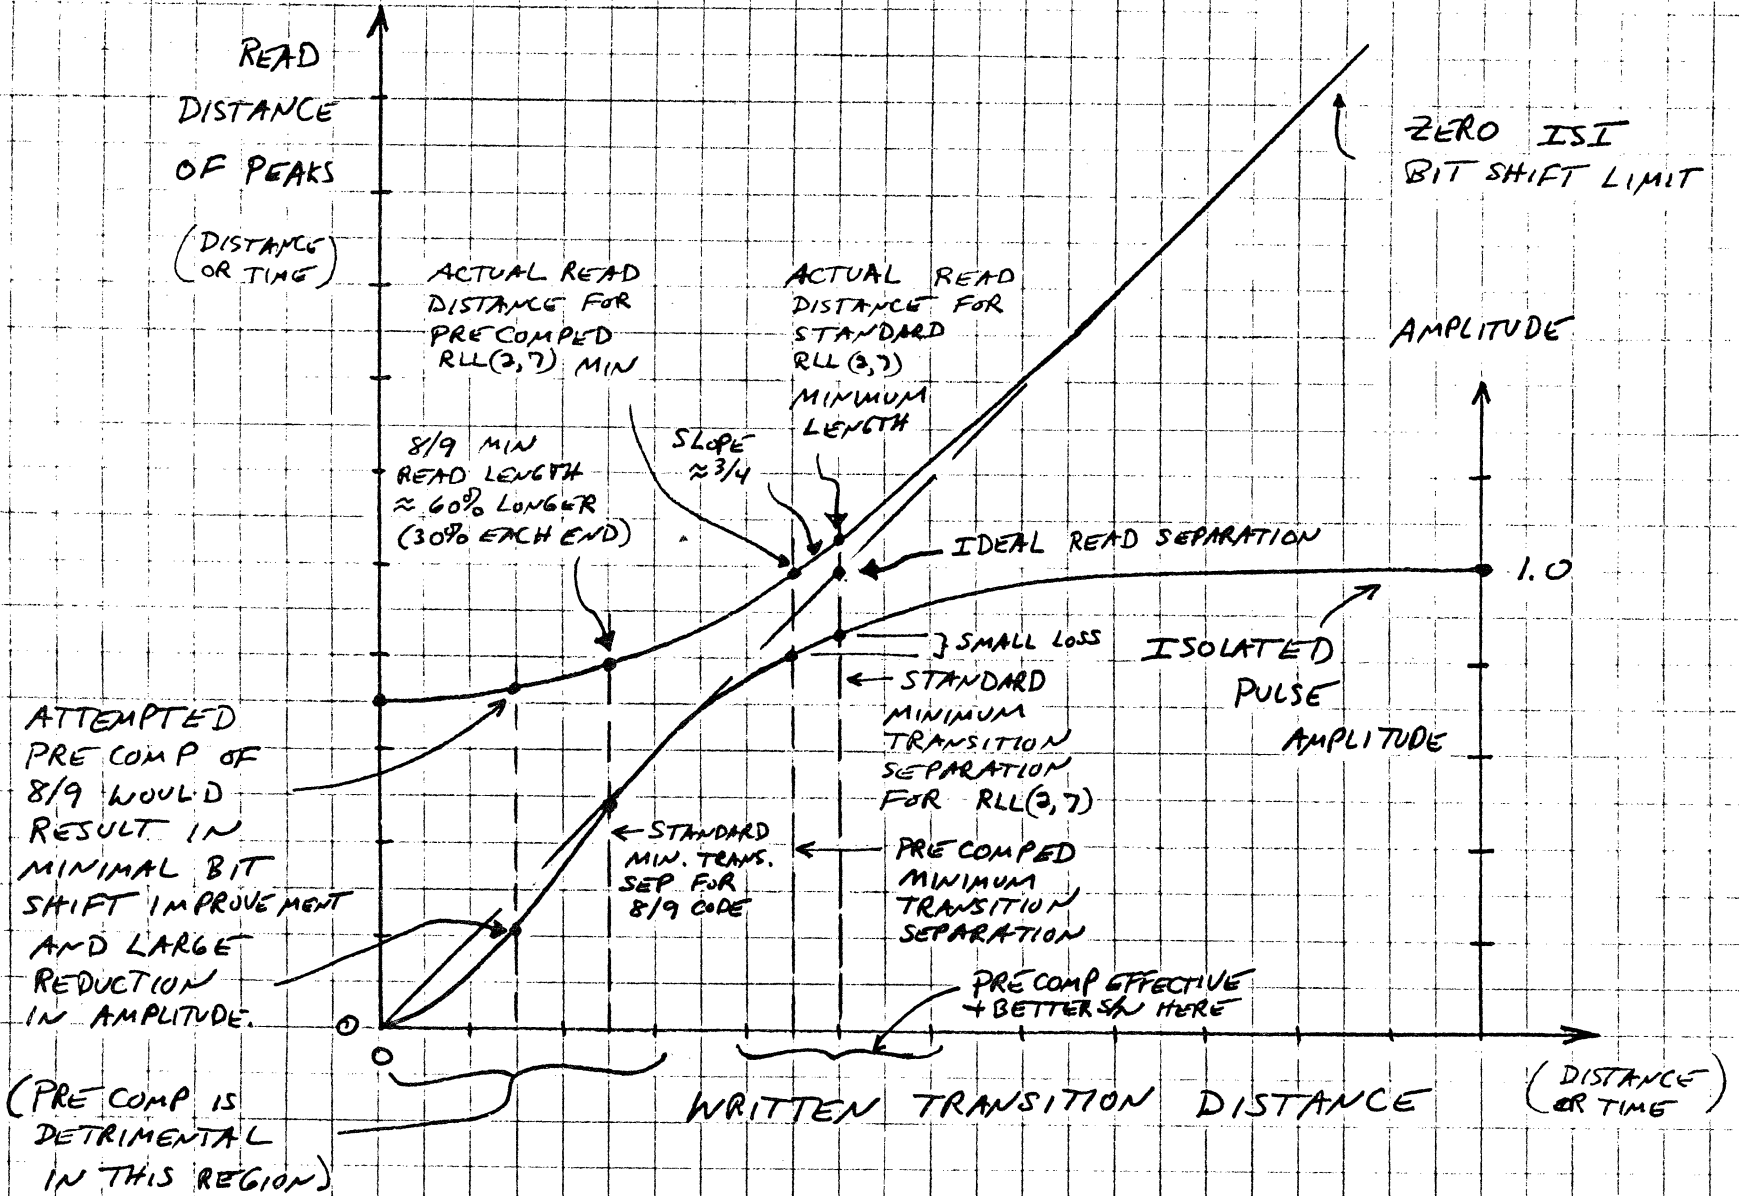 READ
DISTANCE
OF PEAKS
(DISTANCE
OR TIME)
ZERO ISI
BIT SHIFT LIMIT
ACTUAL READ
DISTANCE FOR
PRECOMPED
RLL(2,7) MIN
ACTUAL READ
DISTANCE FOR
STANDARD
RLL(2,7)
MINIMUM
LENGTH
AMPLITUDE
8/9 MIN
READ LENGTH
≈ 60% LONGER
(30% EACH END)
SLOPE
≈ 3/4
IDEAL READ SEPARATION
1.0
} SMALL LOSS
ISOLATED
PULSE
AMPLITUDE
← STANDARD
MINIMUM
TRANSITION
SEPARATION
FOR RLL(2,7)
ATTEMPTED
PRECOMP OF
8/9 WOULD
RESULT IN
MINIMAL BIT
SHIFT IMPROVEMENT
AND LARGE
REDUCTION
IN AMPLITUDE.
← STANDARD
MIN. TRANS.
SEP FOR
8/9 CODE
← PRECOMPED
MINIMUM
TRANSITION
SEPARATION
PRECOMP EFFECTIVE
+ BETTER S/N HERE
0
0
(PRECOMP IS
DETRIMENTAL
IN THIS REGION)
WRITTEN TRANSITION DISTANCE
(DISTANCE
OR TIME)